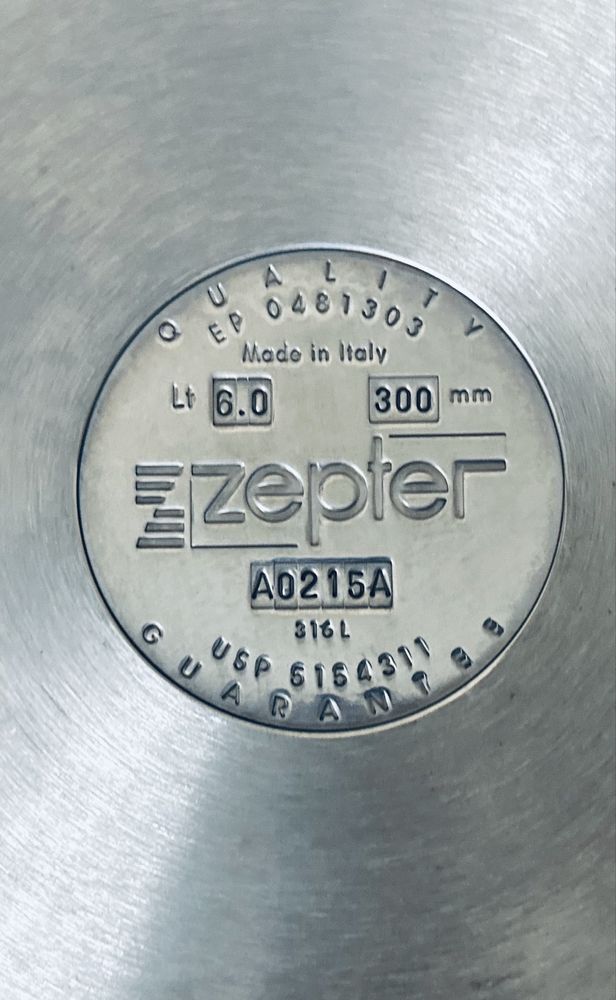 QUALITY
EP 0481303
Made in Italy
Lt 6.0 300 mm
zepter
A0215A
316L
USP 5154311
GUARANTEE